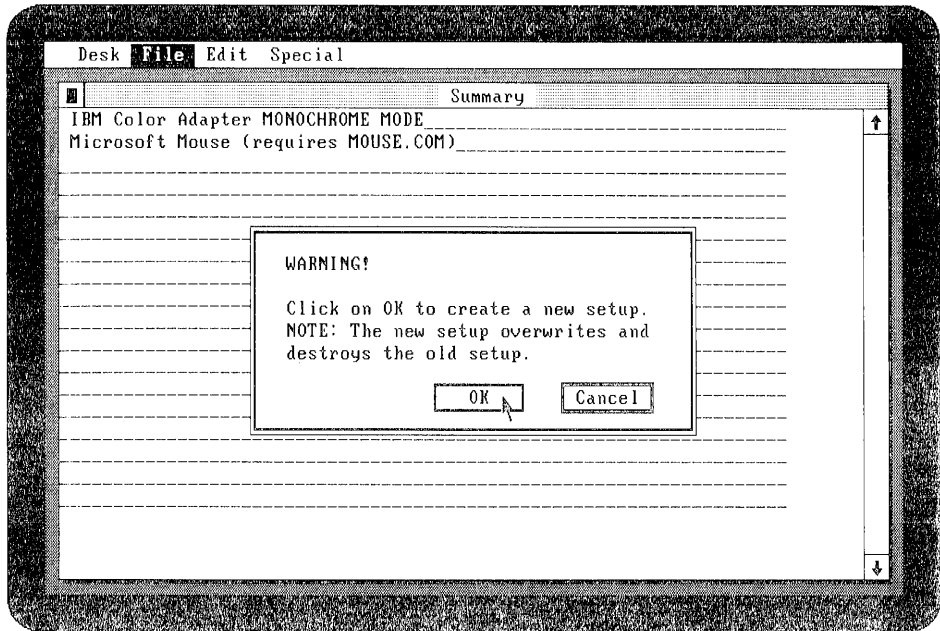 Desk File Edit Special
Summary
IBM Color Adapter MONOCHROME MODE
Microsoft Mouse (requires MOUSE.COM)
WARNING!
Click on OK to create a new setup.
NOTE: The new setup overwrites and
destroys the old setup.
OK Cancel